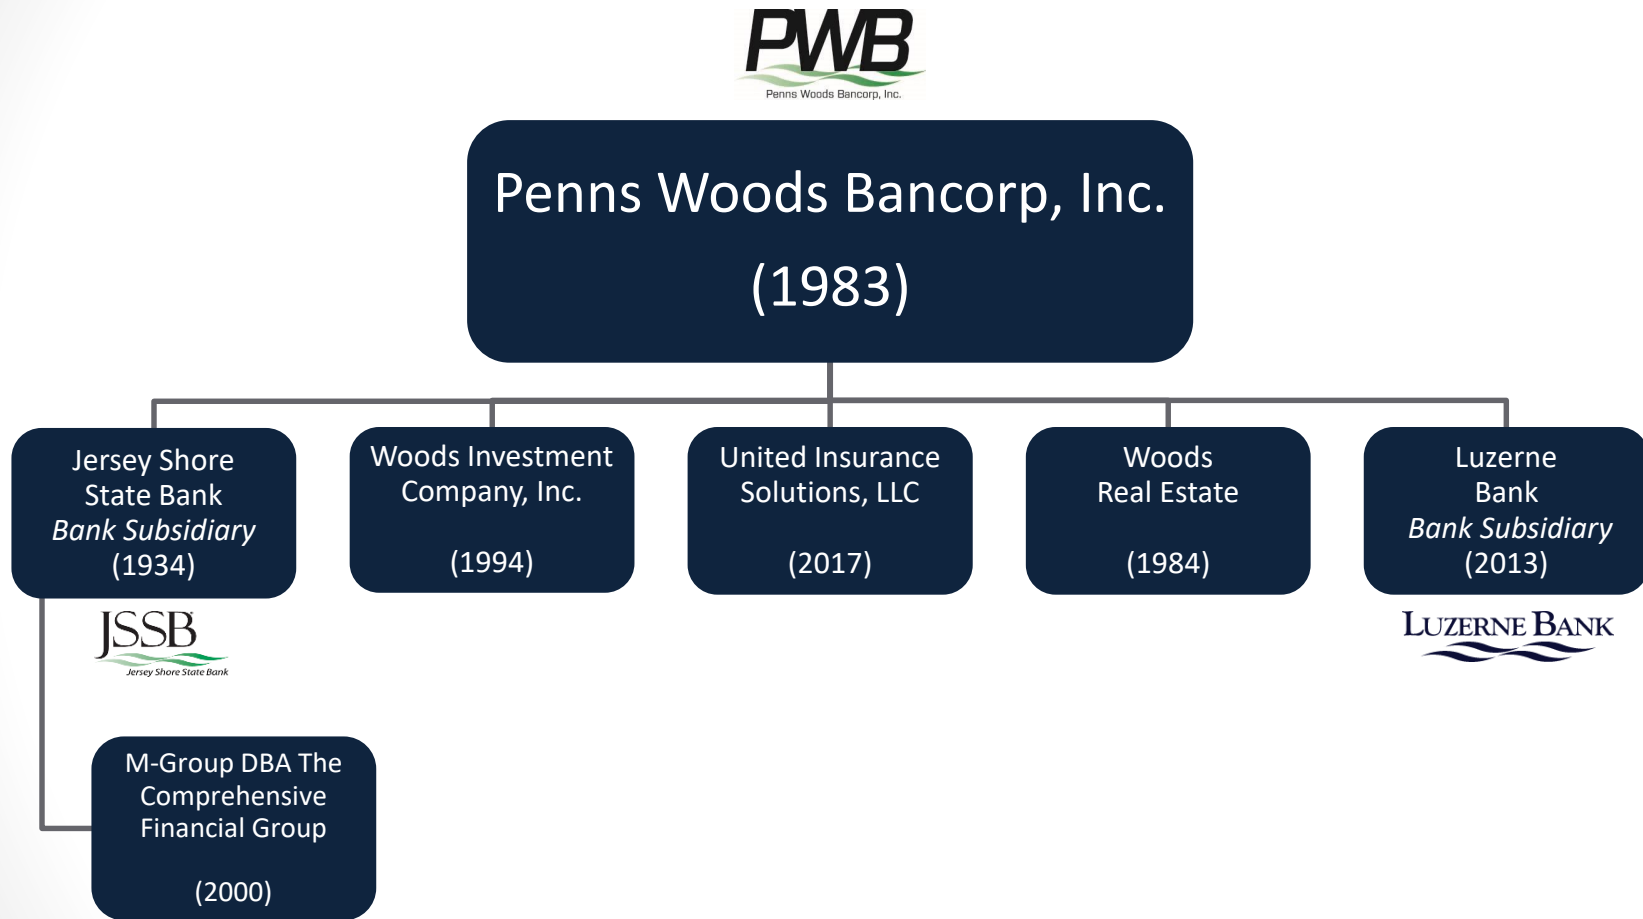 PWB
Penns Woods Bancorp, Inc.
Penns Woods Bancorp, Inc.
(1983)
Jersey Shore
State Bank
Bank Subsidiary
(1934)
Woods Investment
Company, Inc.
(1994)
United Insurance
Solutions, LLC
(2017)
Woods
Real Estate
(1984)
Luzerne
Bank
Bank Subsidiary
(2013)
JSSB
Jersey Shore State Bank
LUZERNE BANK
M-Group DBA The
Comprehensive
Financial Group
(2000)